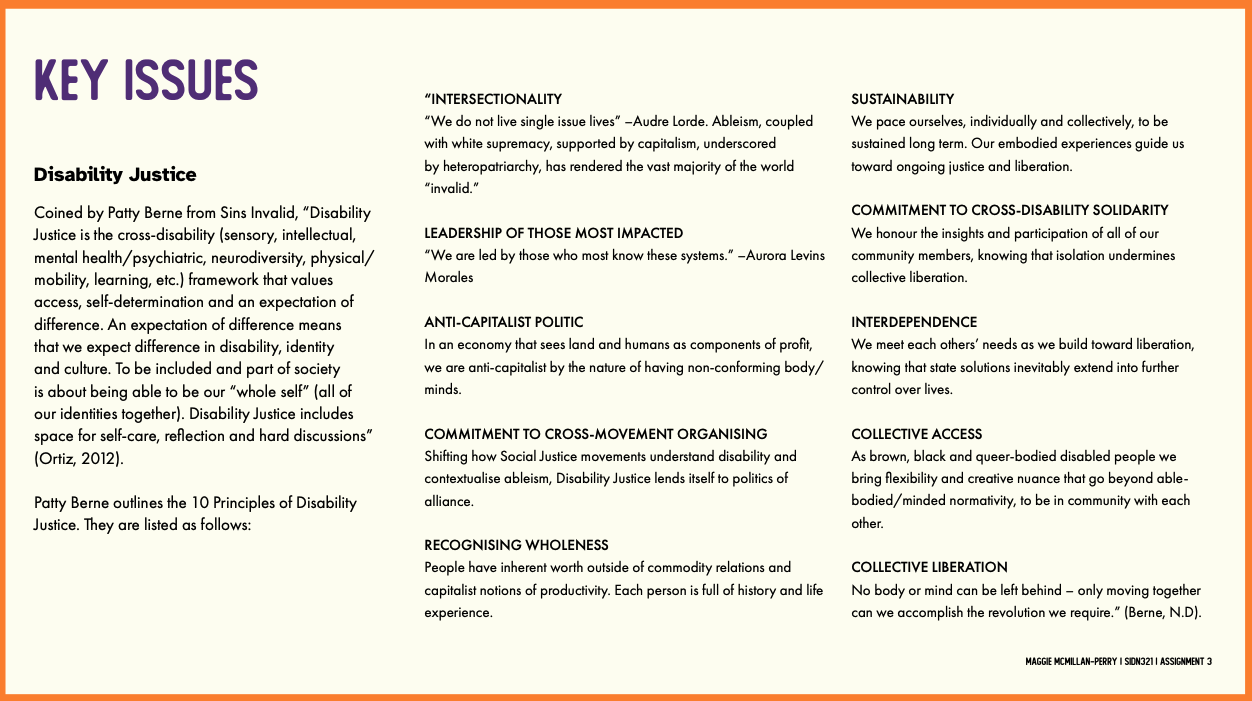 KEY ISSUES
Disability Justice
Coined by Patty Berne from Sins Invalid, “Disability
Justice is the cross-disability (sensory, intellectual,
mental health/psychiatric, neurodiversity, physical/
mobility, learning, etc.) framework that values
access, self-determination and an expectation of
difference. An expectation of difference means
that we expect difference in disability, identity
and culture. To be included and part of society
is about being able to be our “whole self” (all of
our identities together). Disability Justice includes
space for self-care, reflection and hard discussions”
(Ortiz, 2012).
Patty Berne outlines the 10 Principles of Disability
Justice. They are listed as follows:
“INTERSECTIONALITY
“We do not live single issue lives” –Audre Lorde. Ableism, coupled
with white supremacy, supported by capitalism, underscored
by heteropatriarchy, has rendered the vast majority of the world
“invalid.”
LEADERSHIP OF THOSE MOST IMPACTED
“We are led by those who most know these systems.” –Aurora Levins
Morales
ANTI-CAPITALIST POLITIC
In an economy that sees land and humans as components of profit,
we are anti-capitalist by the nature of having non-conforming body/
minds.
COMMITMENT TO CROSS-MOVEMENT ORGANISING
Shifting how Social Justice movements understand disability and
contextualise ableism, Disability Justice lends itself to politics of
alliance.
RECOGNISING WHOLENESS
People have inherent worth outside of commodity relations and
capitalist notions of productivity. Each person is full of history and life
experience.
SUSTAINABILITY
We pace ourselves, individually and collectively, to be
sustained long term. Our embodied experiences guide us
toward ongoing justice and liberation.
COMMITMENT TO CROSS-DISABILITY SOLIDARITY
We honour the insights and participation of all of our
community members, knowing that isolation undermines
collective liberation.
INTERDEPENDENCE
We meet each others’ needs as we build toward liberation,
knowing that state solutions inevitably extend into further
control over lives.
COLLECTIVE ACCESS
As brown, black and queer-bodied disabled people we
bring flexibility and creative nuance that go beyond able-
bodied/minded normativity, to be in community with each
other.
COLLECTIVE LIBERATION
No body or mind can be left behind – only moving together
can we accomplish the revolution we require.” (Berne, N.D).
MAGGIE MCMILLAN-PERRY | SIDN321 | ASSIGNMENT 3